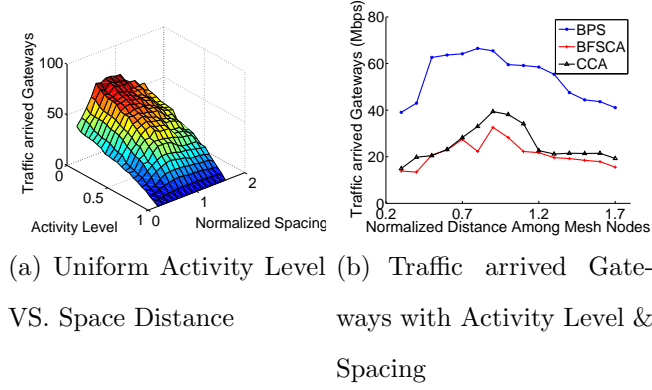 Traffic arrived Gateways
100
50
0
0
0.5
1
0
1
2
Activity Level
Normalized Spacing
Traffic arrived Gateways (Mbps)
80
60
40
20
0
0.2
0.7
1.2
1.7
Normalized Distance Among Mesh Nodes
BPS
BFSCA
CCA
(a) Uniform Activity Level
VS. Space Distance
(b) Traffic arrived Gate-
ways with Activity Level &
Spacing